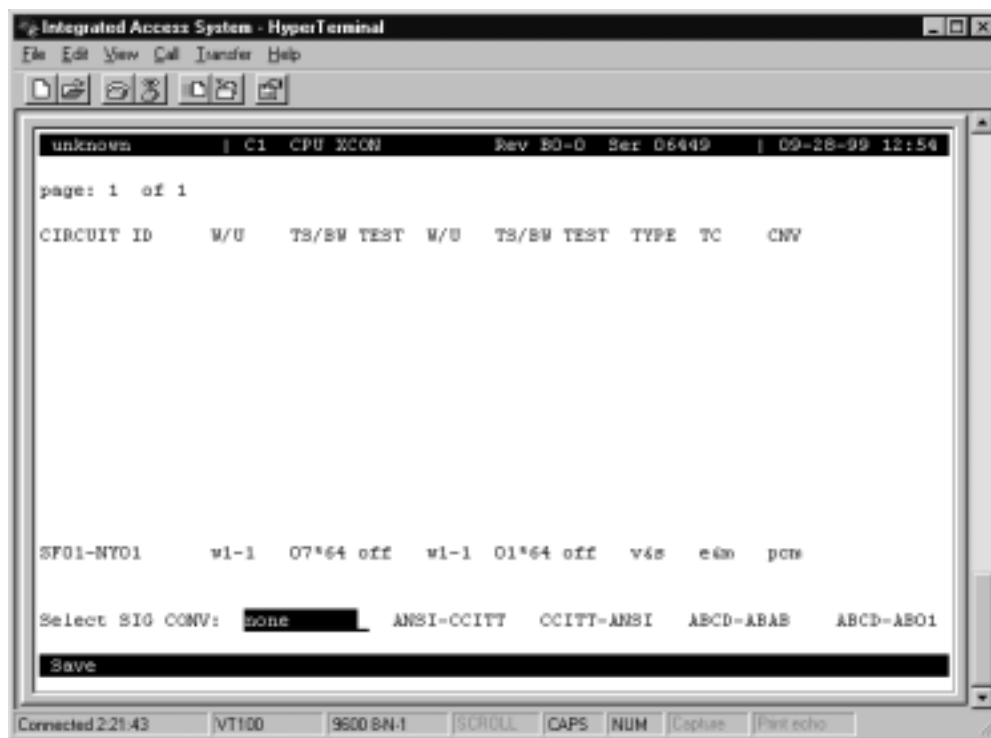 Integrated Access System - HyperTerminal
File Edit View Call Transfer Help
unknown | C1 CPU XCON Rev B0-0 Ser 06449 | 09-28-99 12:54
page: 1 of 1
CIRCUIT ID W/U TS/BW TEST W/U TS/BW TEST TYPE TC CNV
SF01-NY01 w1-1 07*64 off w1-1 01*64 off v&s e&m pcm
Select SIG CONV: none ANSI-CCITT CCITT-ANSI ABCD-ABAB ABCD-AB01
Save
Connected 2:21:43 VT100 9600 8-N-1 SCROLL CAPS NUM Capture Print echo